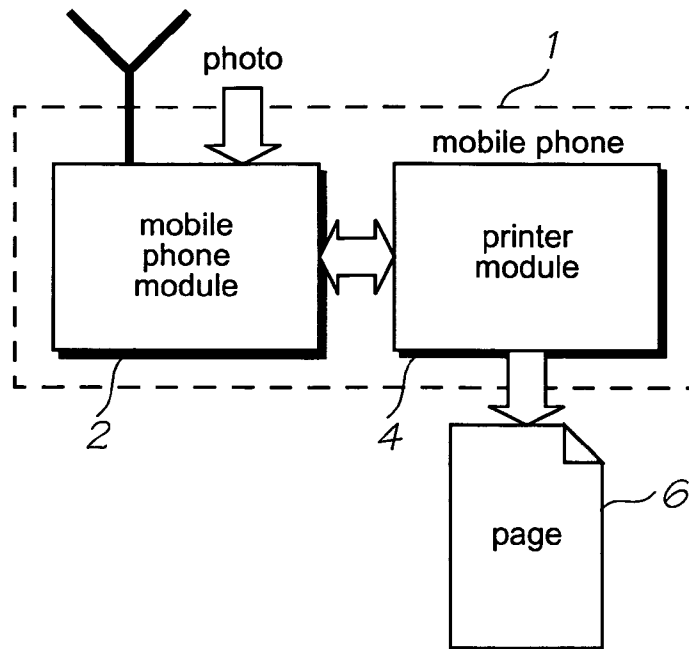 1
photo
mobile phone
mobile
phone
module
printer
module
2
4
page
6